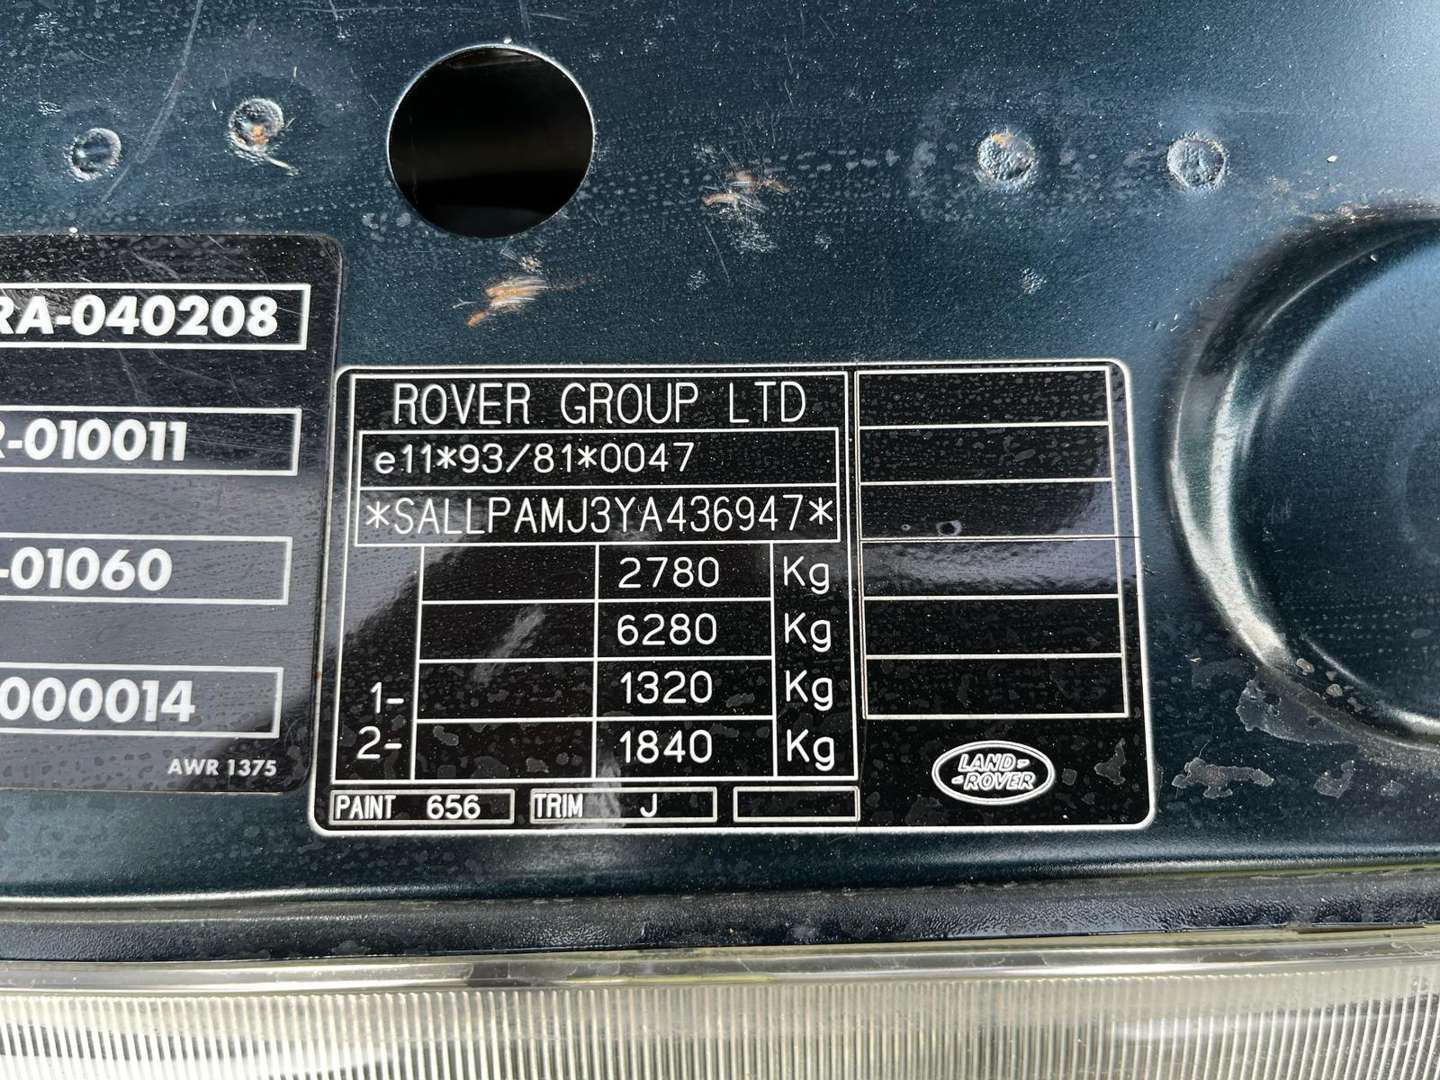 RA-040208
R-010011
-01060
000014
AWR 1375
ROVER GROUP LTD
e11*93/81*0047
*SALLPAMJ3YA436947*
2780 Kg
6280 Kg
1- 1320 Kg
2- 1840 Kg
PAINT 656 TRIM J
LAND-
-ROVER